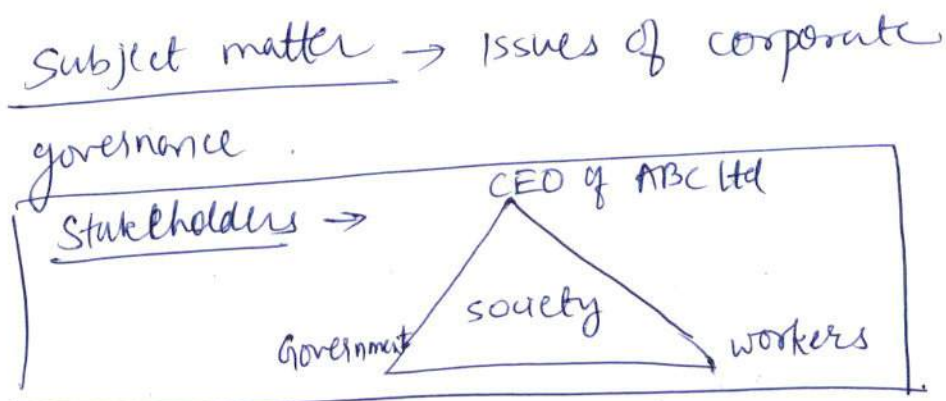 Subject matter → Issues of corporate
governance.
CEO of ABC Ltd
Stakeholders →
society
Government
workers